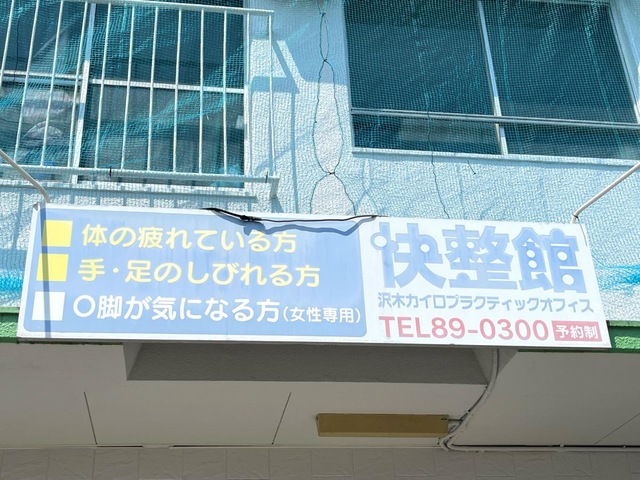 体の疲れている方
手・足のしびれる方
O脚が気になる方(女性専用)
快整館
沢木カイロプラクティックオフィス
TEL89-0300 予約制